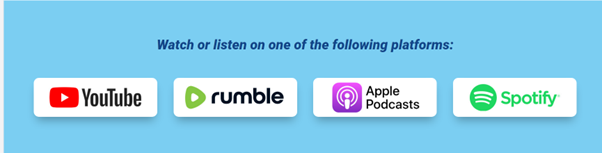 Watch or listen on one of the following platforms:
YouTube
rumble
Apple
Podcasts
Spotify